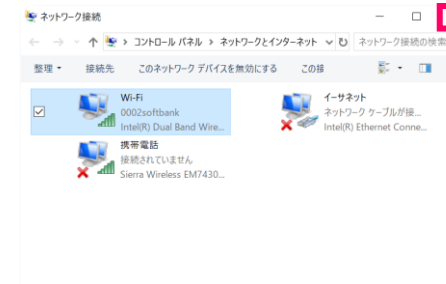 ネットワーク接続
コントロール パネル > ネットワークとインターネット
ネットワーク接続の検索
整理 接続先 このネットワーク デバイスを無効にする この接
Wi-Fi
0002softbank
Intel(R) Dual Band Wire...
イーサネット
ネットワーク ケーブルが接...
Intel(R) Ethernet Conne...
携帯電話
接続されていません
Sierra Wireless EM7430...